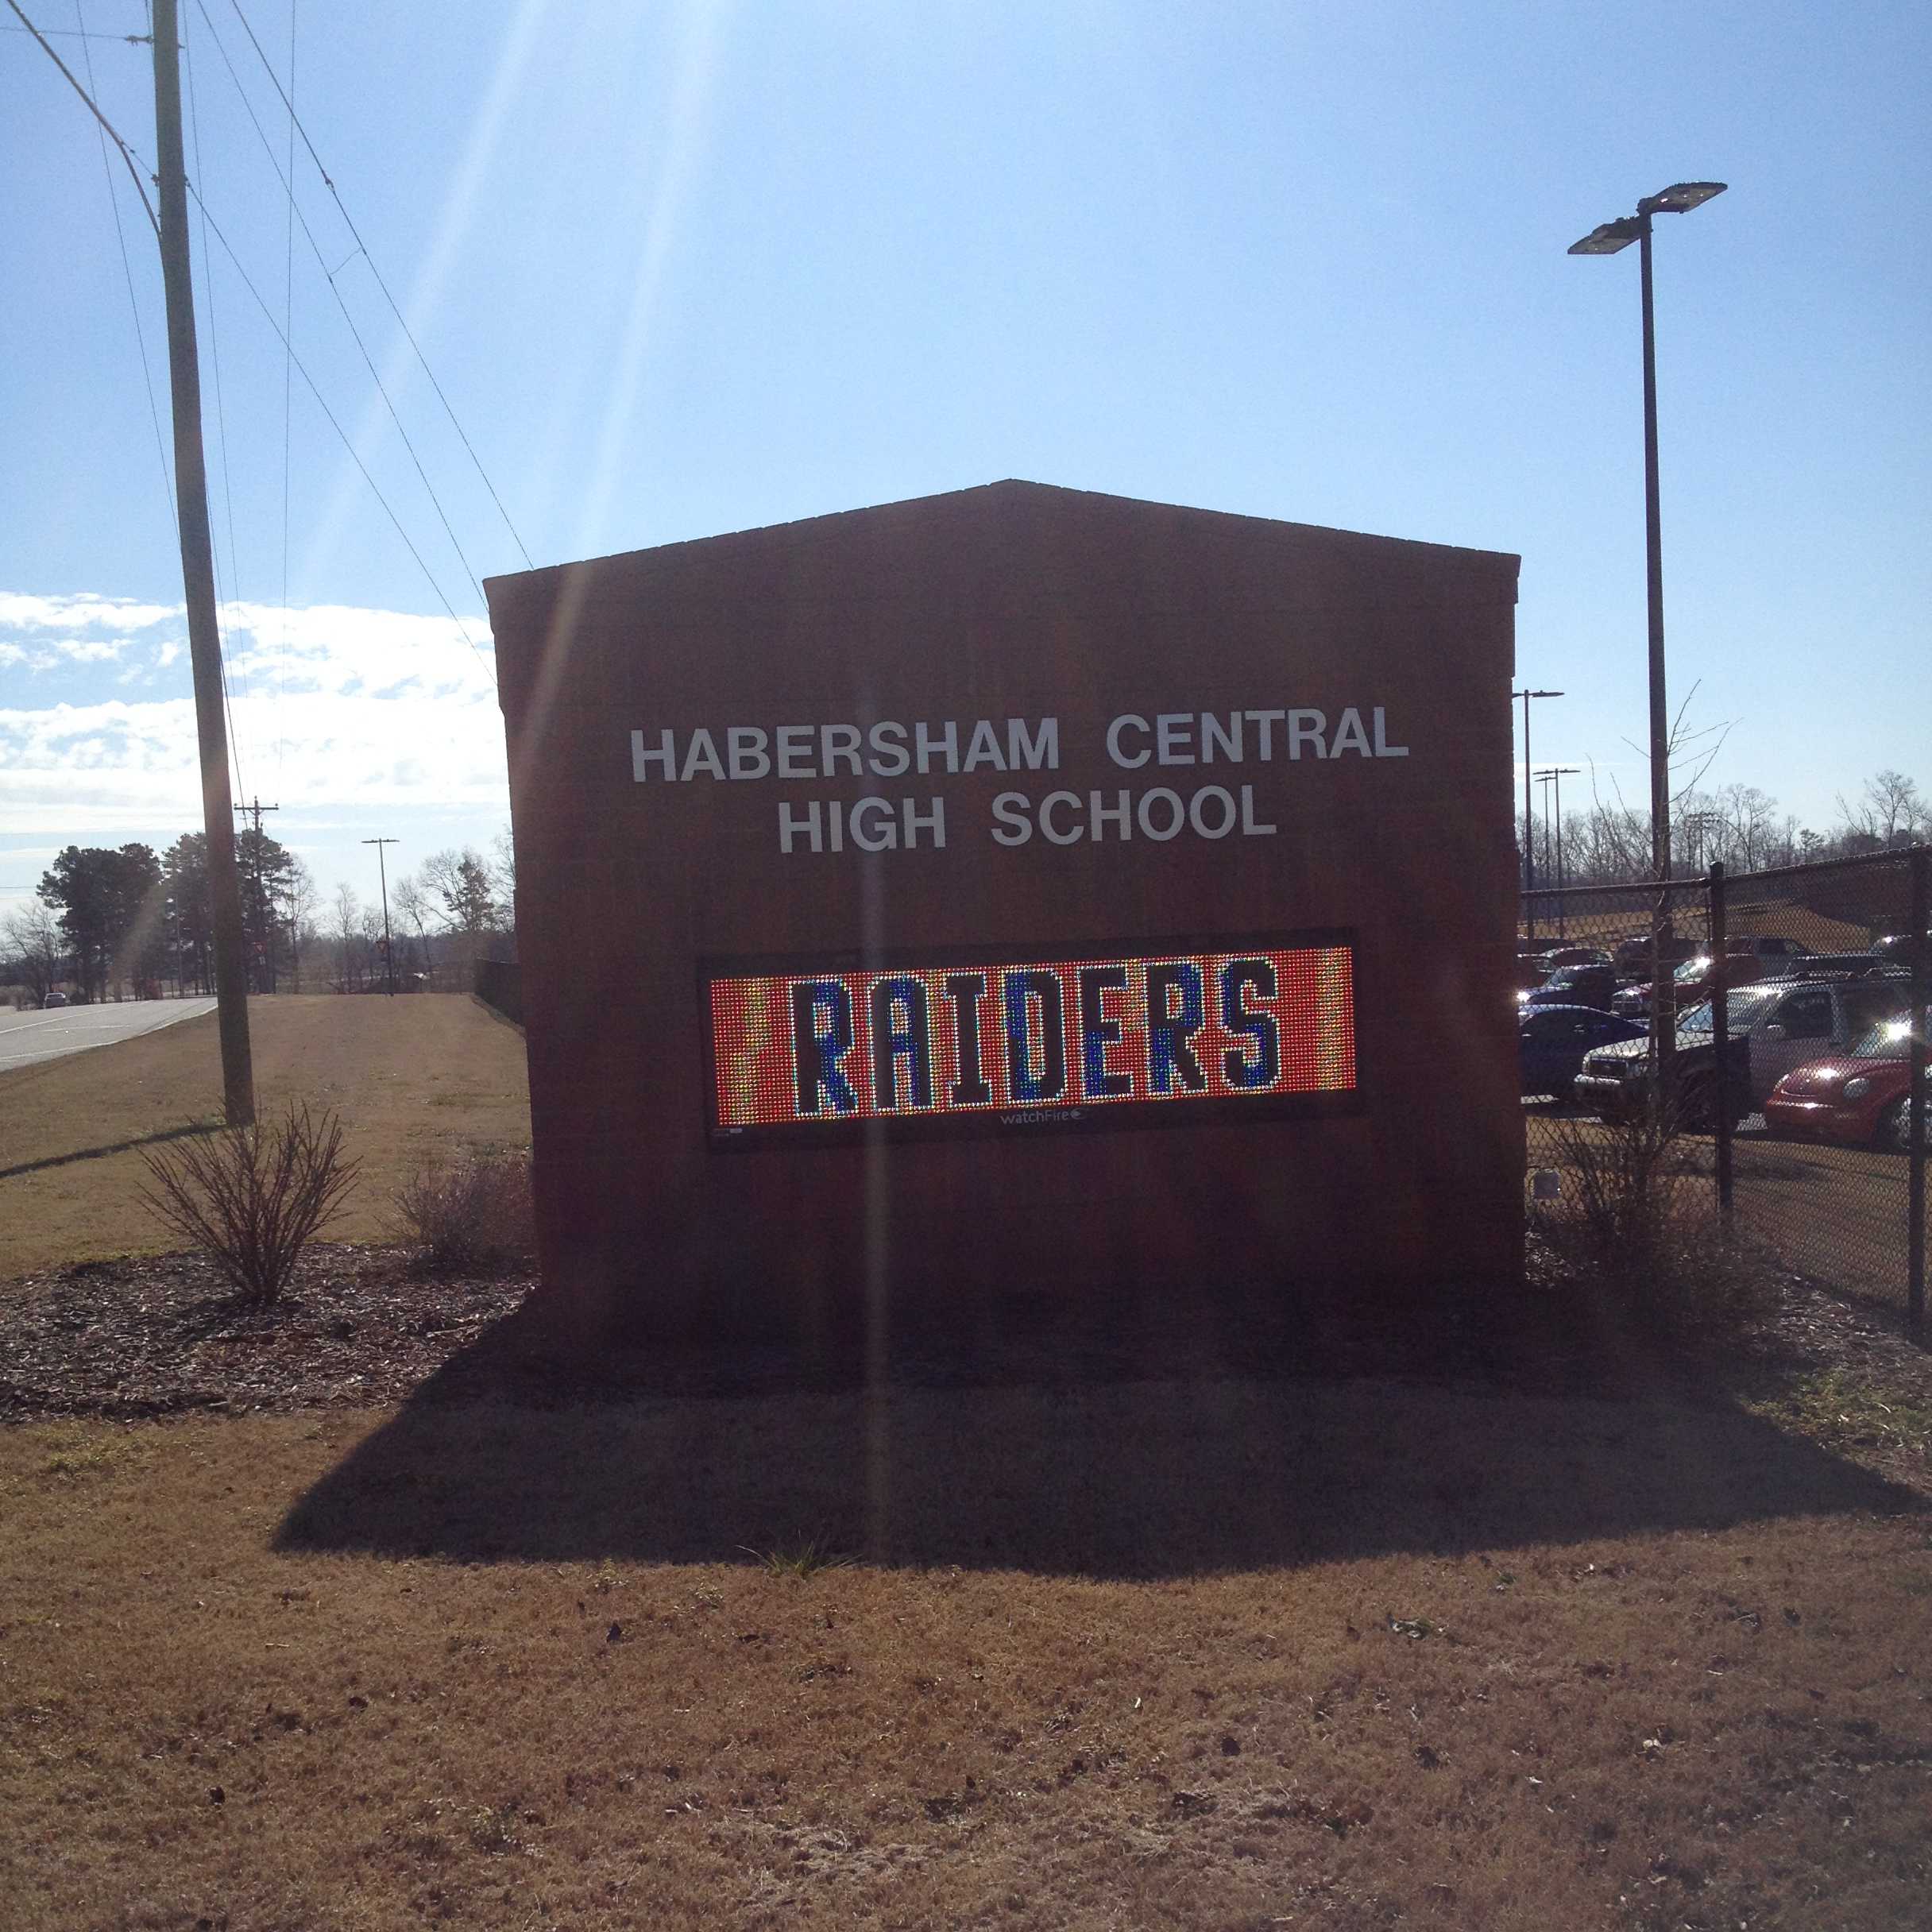 HABERSHAM CENTRAL
HIGH SCHOOL
RAIDERS
watchFire